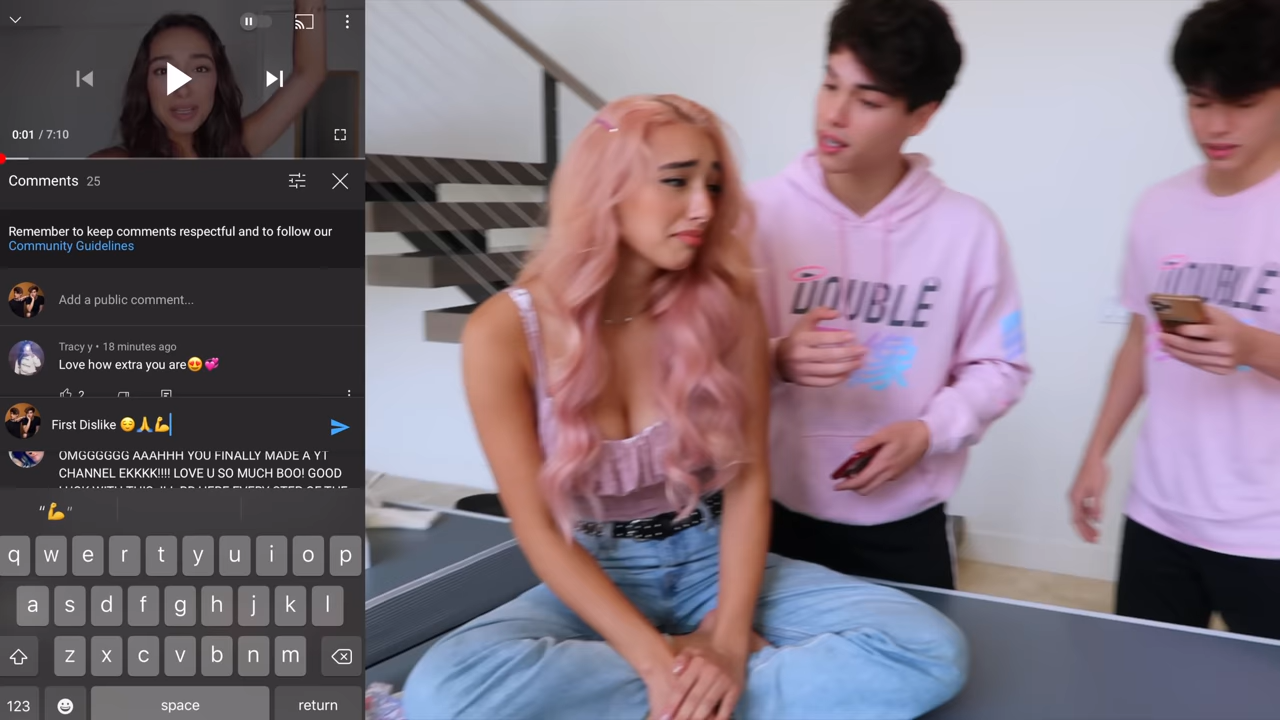 0:01 / 7:10
Comments 25
Remember to keep comments respectful and to follow our
Community Guidelines
Add a public comment...
Tracy y • 18 minutes ago
Love how extra you are😍💞
2
First Dislike 😌🙏💪
OMGGGGGG AAAHHH YOU FINALLY MADE A YT
CHANNEL EKKKK!!!! LOVE U SO MUCH BOO! GOOD
"💪"
q w e r t y u i o p
a s d f g h j k l
z x c v b n m
123 space return
DOUBLE
DOUBLE